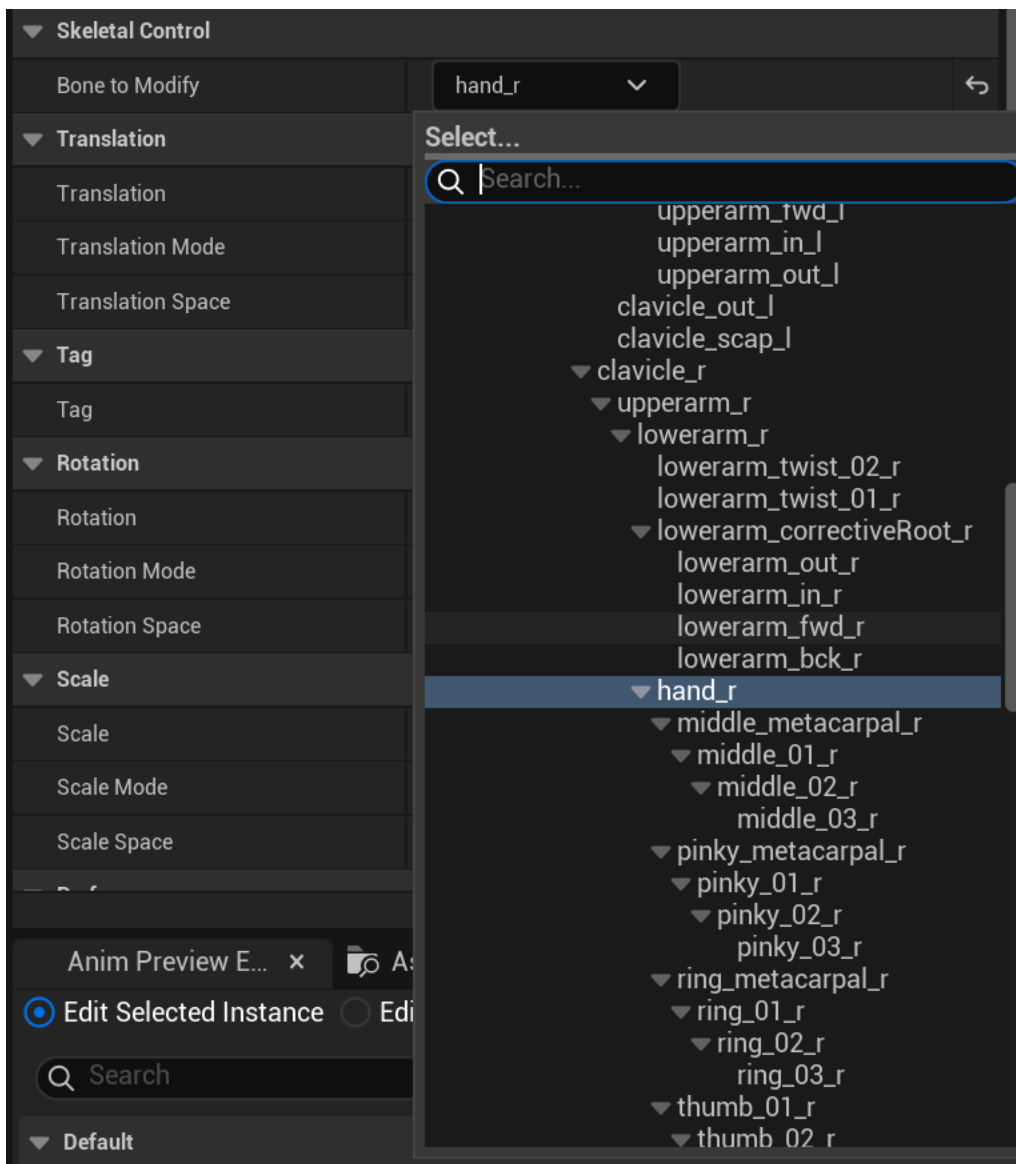 Skeletal Control
Bone to Modify
hand_r
Translation
Translation
Translation Mode
Translation Space
Tag
Tag
Rotation
Rotation
Rotation Mode
Rotation Space
Scale
Scale
Scale Mode
Scale Space
Select...
Search...
upperarm_fwd_l
upperarm_in_l
upperarm_out_l
clavicle_out_l
clavicle_scap_l
clavicle_r
upperarm_r
lowerarm_r
lowerarm_twist_02_r
lowerarm_twist_01_r
lowerarm_correctiveRoot_r
lowerarm_out_r
lowerarm_in_r
lowerarm_fwd_r
lowerarm_bck_r
hand_r
middle_metacarpal_r
middle_01_r
middle_02_r
middle_03_r
pinky_metacarpal_r
pinky_01_r
pinky_02_r
pinky_03_r
ring_metacarpal_r
ring_01_r
ring_02_r
ring_03_r
thumb_01_r
thumb_02_r
Anim Preview E...
Edit Selected Instance
Search
Default